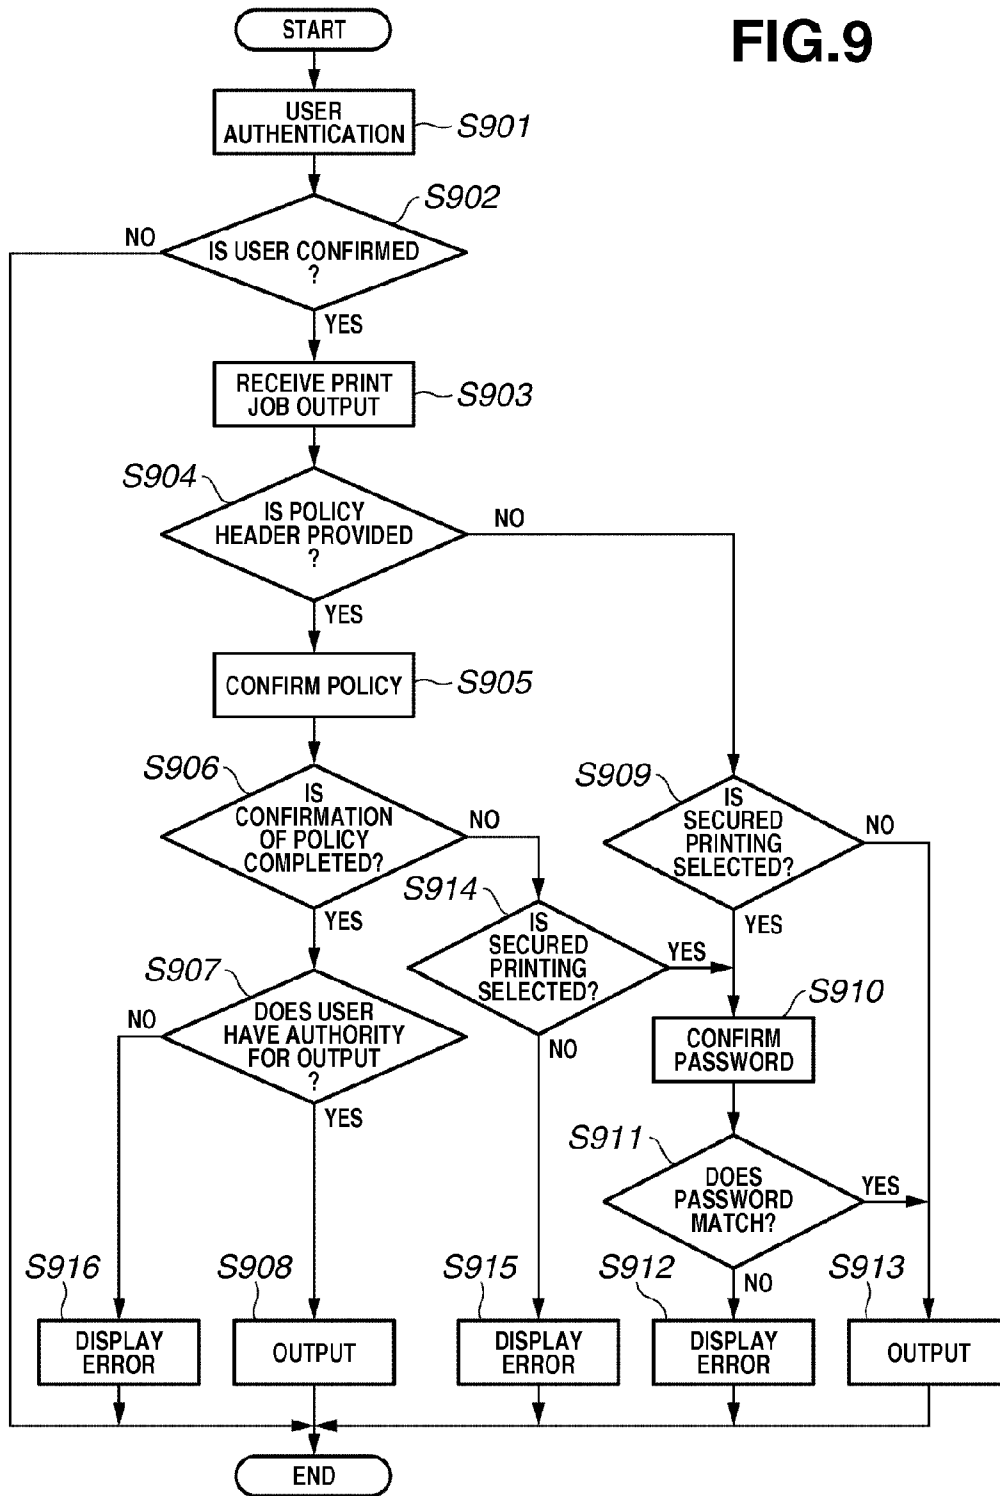 FIG.9
START
USER
AUTHENTICATION
S901
S902
NO
IS USER CONFIRMED
?
YES
RECEIVE PRINT
JOB OUTPUT
S903
S904
IS POLICY
HEADER PROVIDED
?
NO
YES
CONFIRM POLICY
S905
S906
IS
CONFIRMATION
OF POLICY
COMPLETED?
NO
YES
S909
IS
SECURED
PRINTING
SELECTED?
NO
YES
S914
IS
SECURED
PRINTING
SELECTED?
YES
NO
S907
NO
DOES USER
HAVE AUTHORITY
FOR OUTPUT
?
YES
S910
CONFIRM
PASSWORD
S911
DOES
PASSWORD
MATCH?
YES
NO
S916
DISPLAY
ERROR
S908
OUTPUT
S915
DISPLAY
ERROR
S912
DISPLAY
ERROR
S913
OUTPUT
END